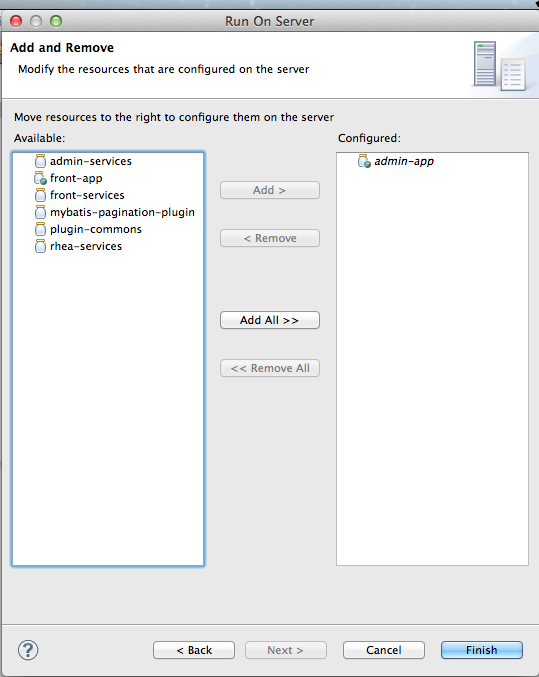 Run On Server
Add and Remove
Modify the resources that are configured on the server
Move resources to the right to configure them on the server
Available:
Configured:
admin-services
front-app
front-services
mybatis-pagination-plugin
plugin-commons
rhea-services
Add >
< Remove
Add All >>
<< Remove All
admin-app
?
< Back
Next >
Cancel
Finish